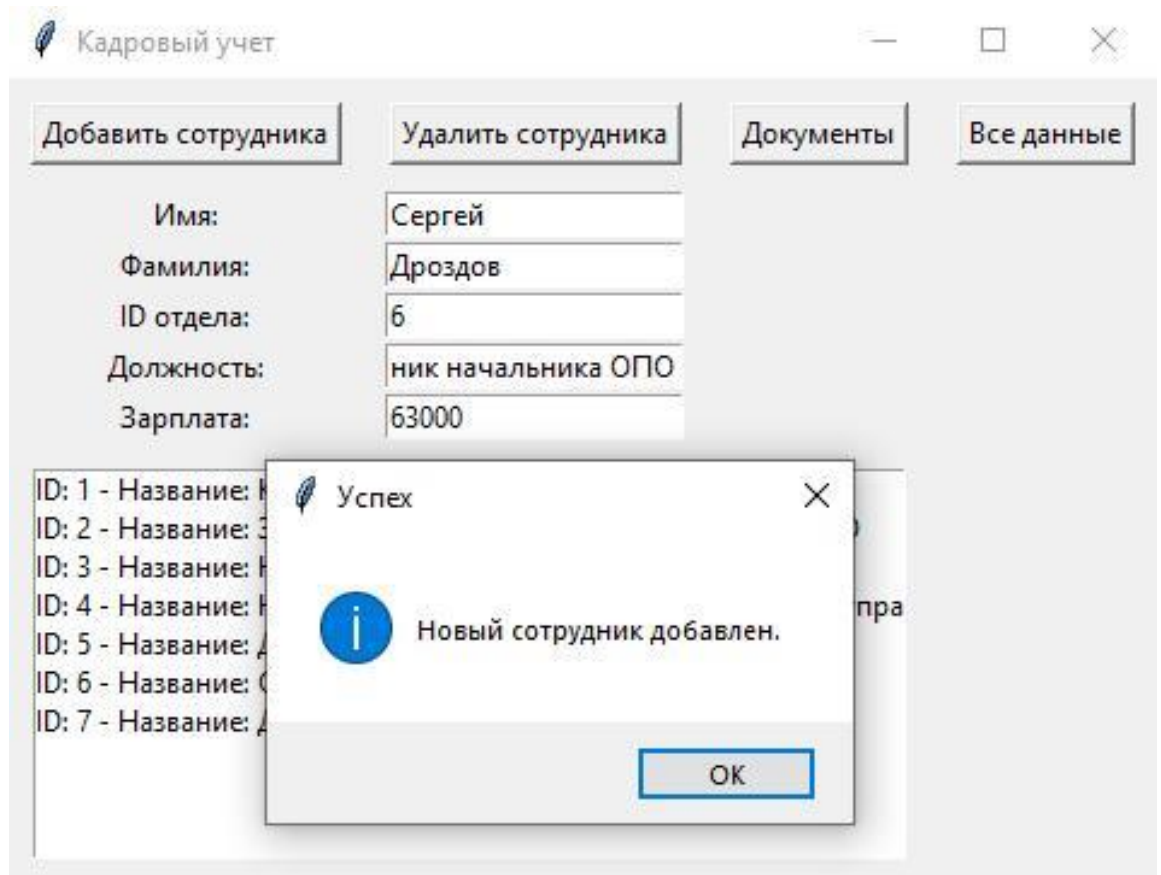 Кадровый учет
Добавить сотрудника Удалить сотрудника Документы Все данные
Имя: Сергей
Фамилия: Дроздов
ID отдела: 6
Должность: ник начальника ОПО
Зарплата: 63000
ID: 1 - Название:
ID: 2 - Название:
ID: 3 - Название:
ID: 4 - Название: упра
ID: 5 - Название:
ID: 6 - Название:
ID: 7 - Название:
Успех
Новый сотрудник добавлен.
ОК